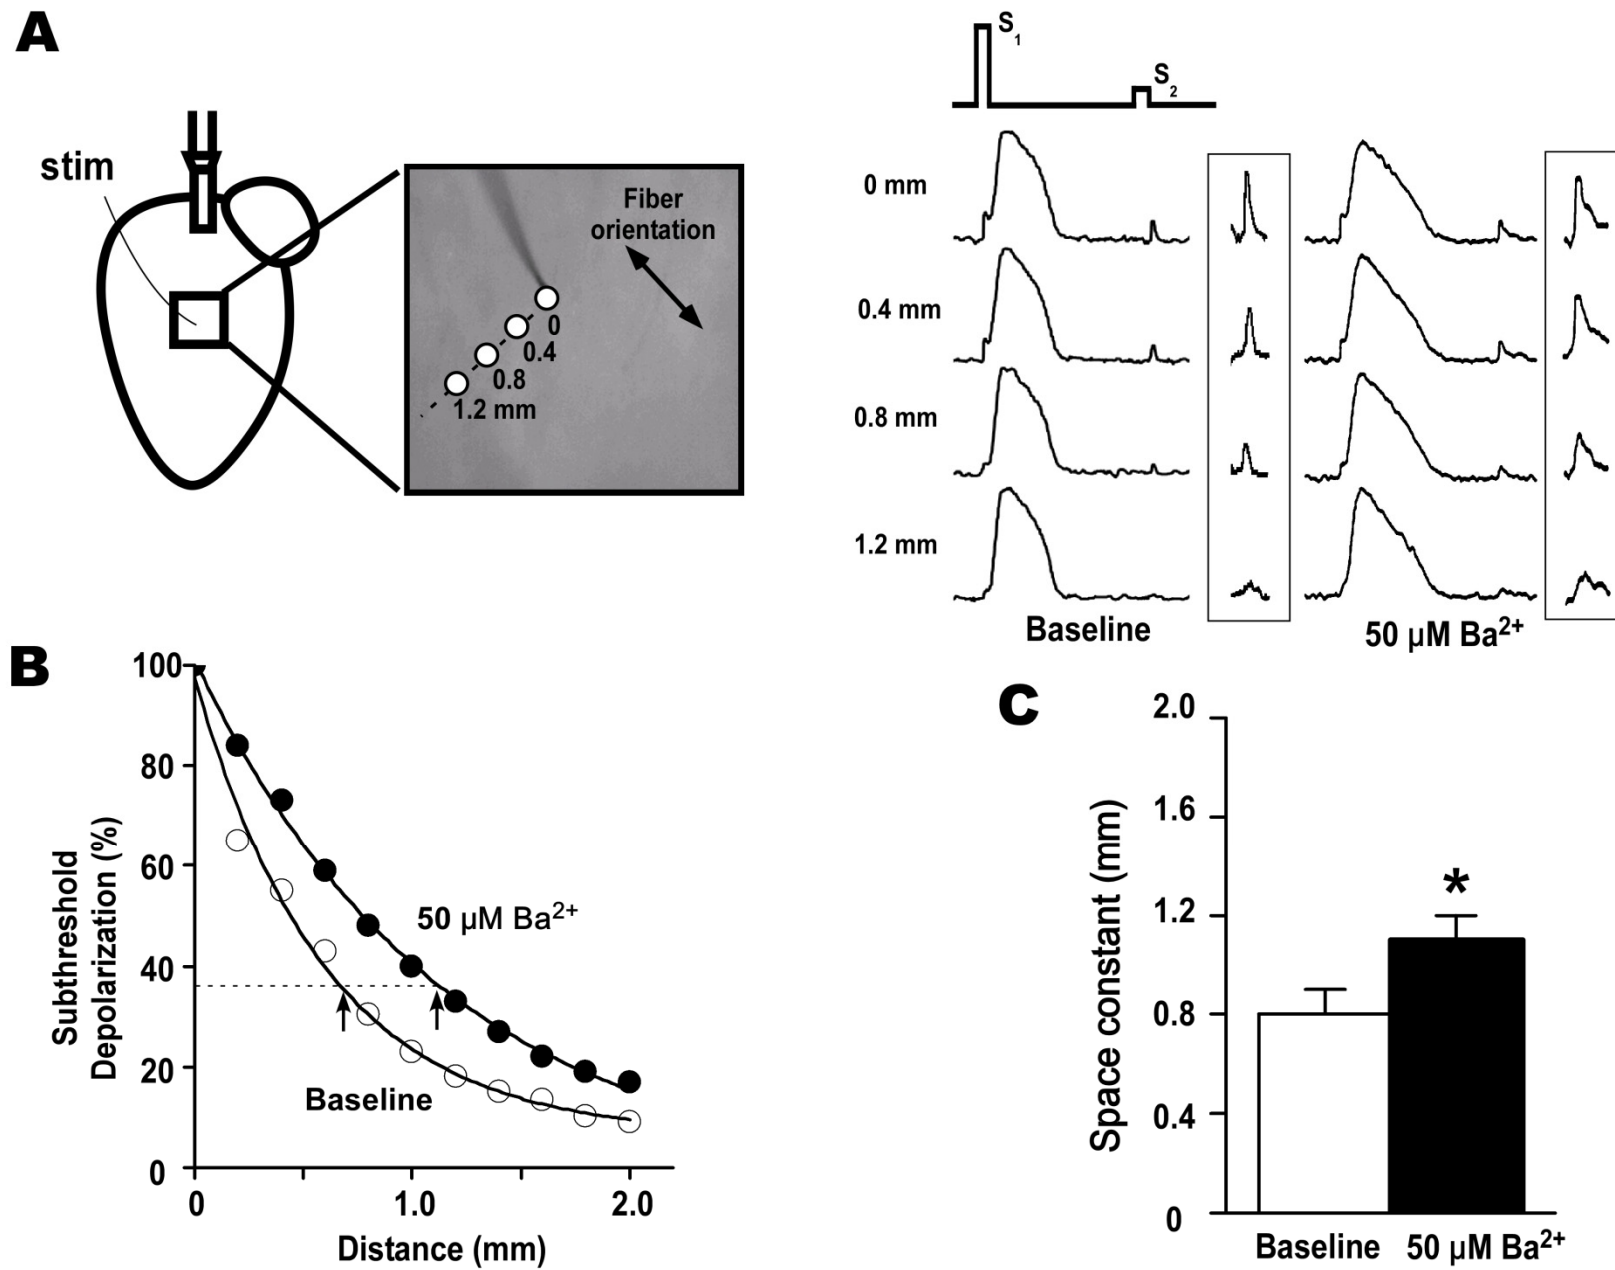 A
stim
Fiber
orientation
0
0.4
0.8
1.2 mm
S1
S2
0 mm
0.4 mm
0.8 mm
1.2 mm
Baseline
50 µM Ba2+
B
Subthreshold
Depolarization (%)
100
80
60
40
20
0
50 µM Ba2+
Baseline
0
1.0
2.0
Distance (mm)
C
Space constant (mm)
2.0
1.6
1.2
0.8
0.4
0
*
Baseline
50 µM Ba2+